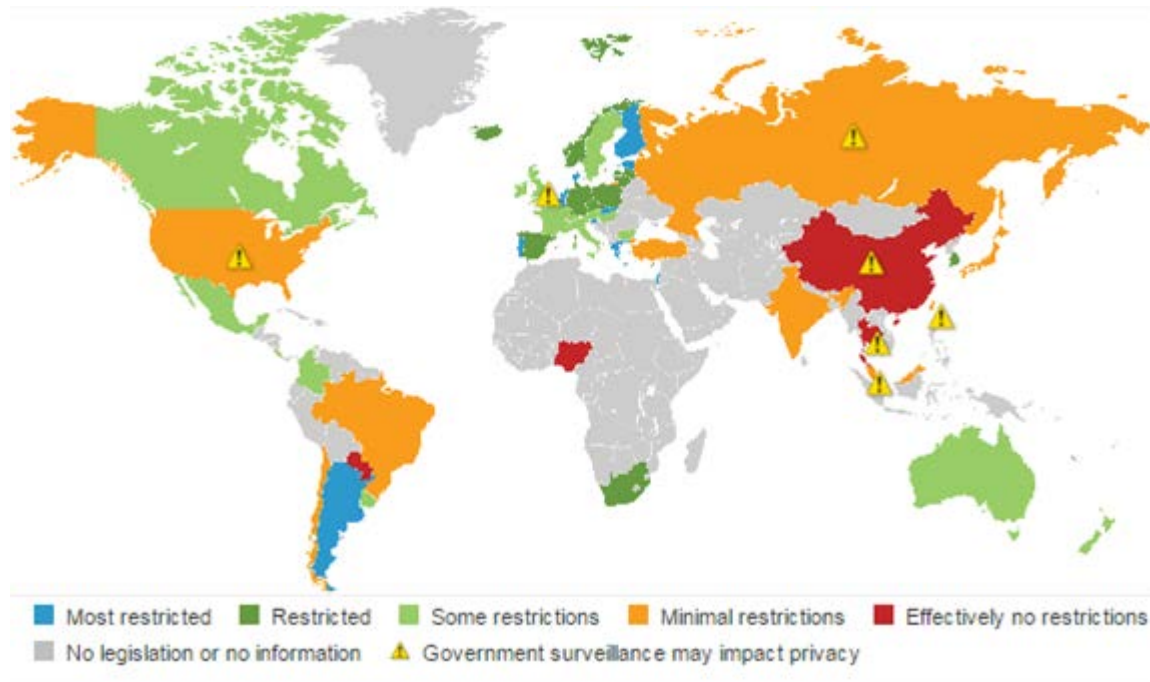 Most restricted Restricted Some restrictions Minimal restrictions Effectively no restrictions
No legislation or no information Government surveillance may impact privacy